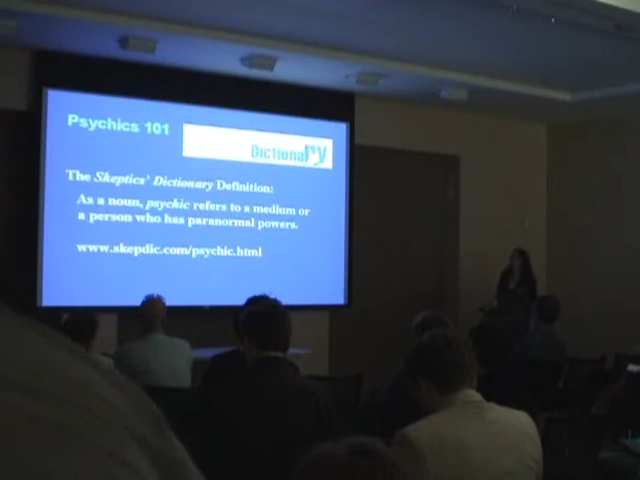 Psychics 101
Dictionary
The Skeptics' Dictionary Definition:
As a noun, psychic refers to a medium or
a person who has paranormal powers.
www.skepdic.com/psychic.html